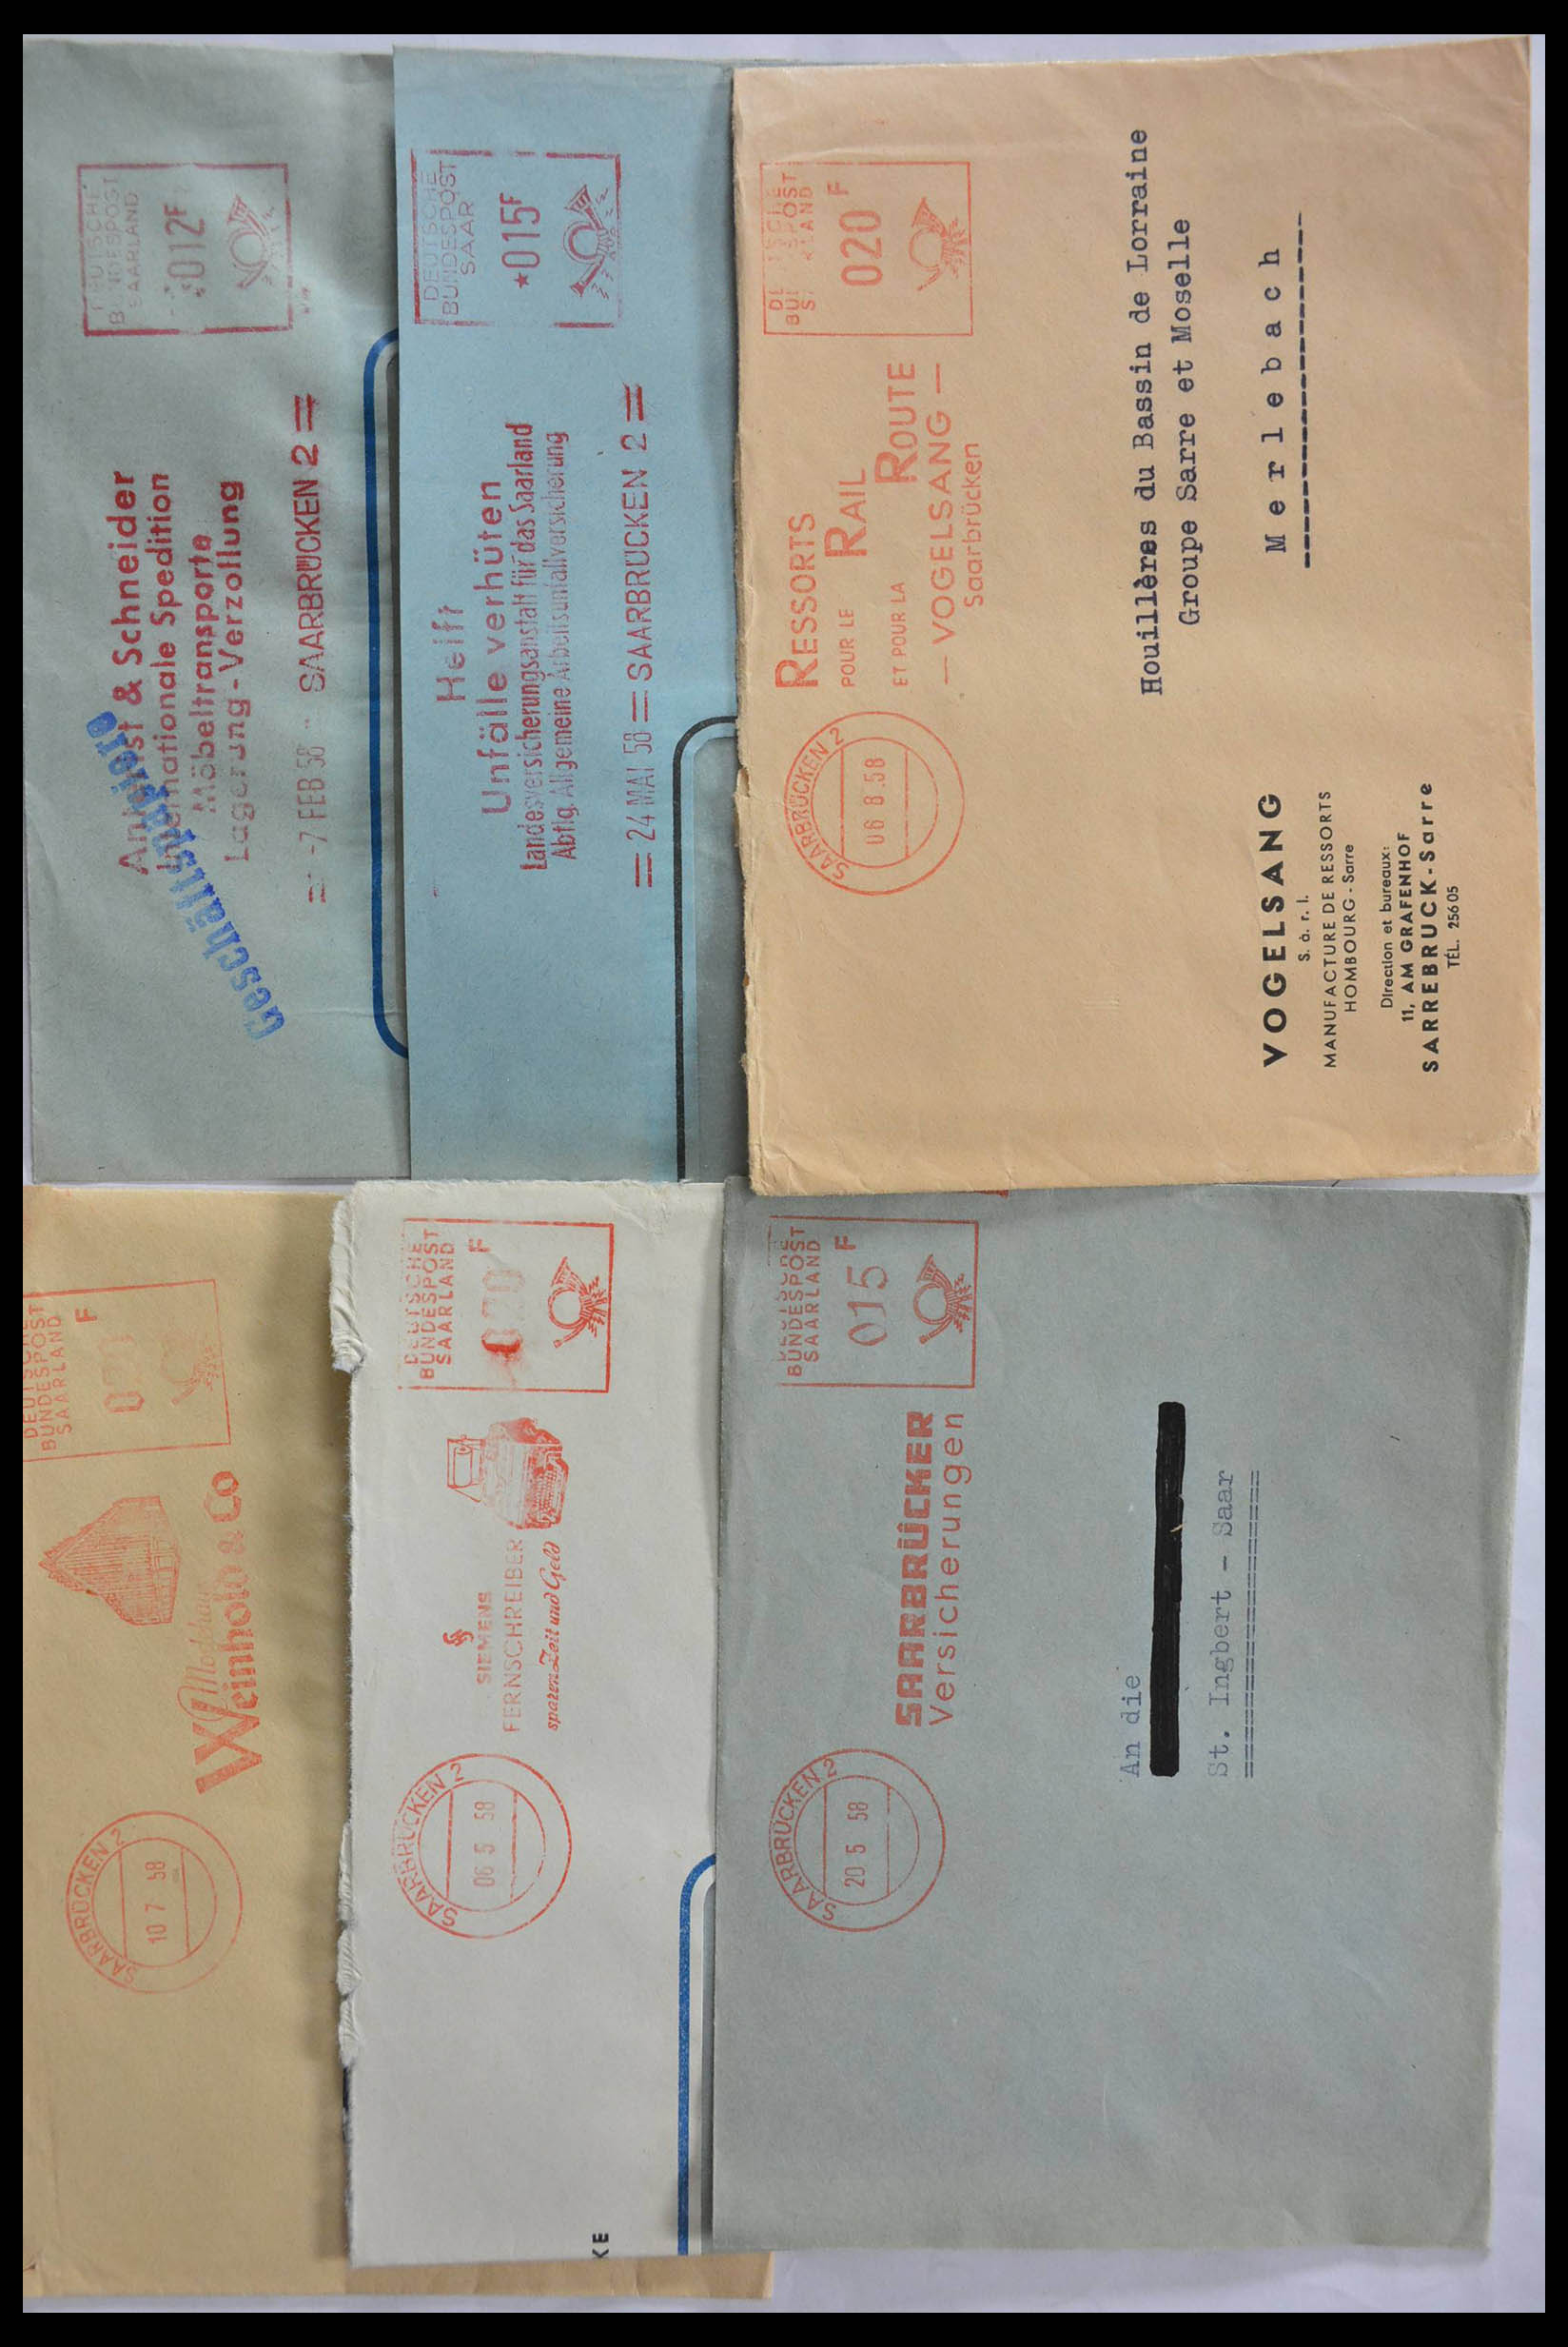 DEUTSCHE
BUNDESPOST
SAARLAND
012F
& Schneider
Internationale Spedition
Möbeltransporte
Lagerung-Verzollung
Geschäftspapiere
-7 FEB 58
SAARBRÜCKEN 2
DEUTSCHE
BUNDESPOST
SAAR
*015F
Helft
Unfälle verhüten
Landesversicherungsanstalt für das Saarland
Abtlg. Allgemeine Arbeitsunfallversicherung
24 MAI 58
SAARBRÜCKEN 2
020 F
RESSORTS
POUR LE RAIL
ET POUR LA ROUTE
— VOGELSANG —
Saarbrücken
SAARBRÜCKEN 2
06 8.58
Houillères du Bassin de Lorraine
Groupe Sarre et Moselle
Merlebach
VOGELSANG
S. à. r. l.
MANUFACTURE DE RESSORTS
HOMBOURG - Sarre
Direction et bureaux:
11, AM GRAFENHOF
SARREBRUCK-Sarre
TÉL. 256 05
DEUTSCHE
BUNDESPOST
SAARLAND
F
Weinhold & Co
SAARBRÜCKEN 2
10 7 58
DEUTSCHE
BUNDESPOST
SAARLAND
F
SIEMENS
FERNSCHREIBER
sparen Zeit und Geld
SAARBRÜCKEN 2
06 5 58
KE
DEUTSCHE
BUNDESPOST
SAARLAND
015 F
SAARBRÜCKER
Versicherungen
SAARBRÜCKEN 2
20 5 58
An die
St. Ingbert - Saar